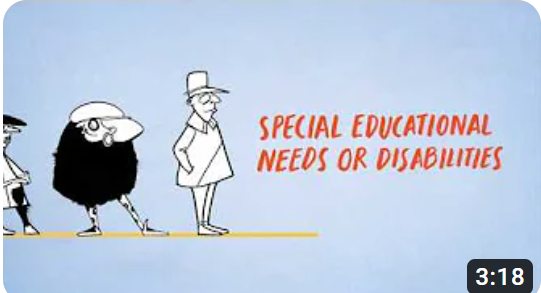 SPECIAL EDUCATIONAL
NEEDS OR DISABILITIES
3:18